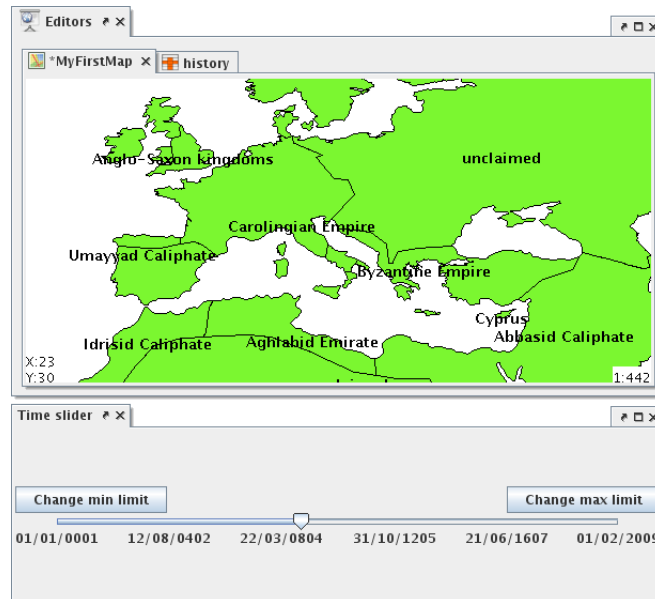 Editors
*MyFirstMap
history
Anglo-Saxon kingdoms
unclaimed
Carolingian Empire
Umayyad Caliphate
Byzantine Empire
Cyprus
Abbasid Caliphate
Idrisid Caliphate
Aghlabid Emirate
X:23
Y:30
1:442
Time slider
Change min limit
Change max limit
01/01/0001 12/08/0402 22/03/0804 31/10/1205 21/06/1607 01/02/2009